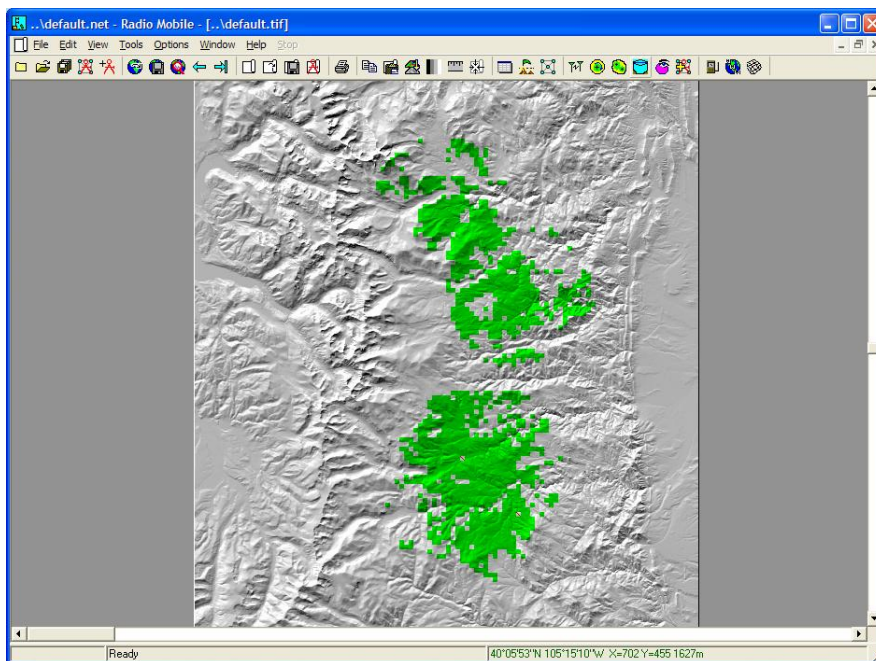 ..\default.net - Radio Mobile - [..\default.tif]
File Edit View Tools Options Window Help Stop
Ready
40°05'53"N 105°15'10"W X=702 Y=455 1627m